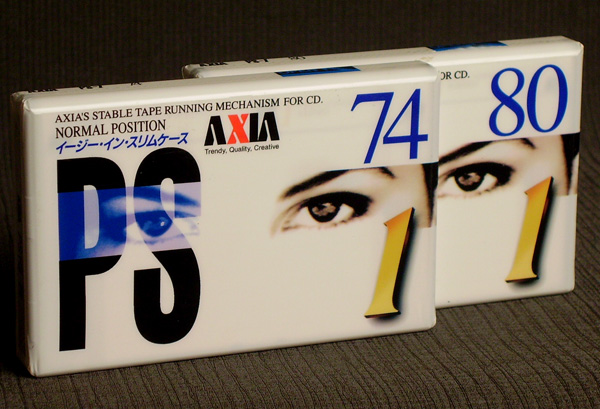 AXIA'S STABLE TAPE RUNNING MECHANISM FOR CD.
NORMAL POSITION
イージー・イン・スリムケース
AXIA
Trendy, Quality, Creative
74
PS
1
OR CD.
80
1